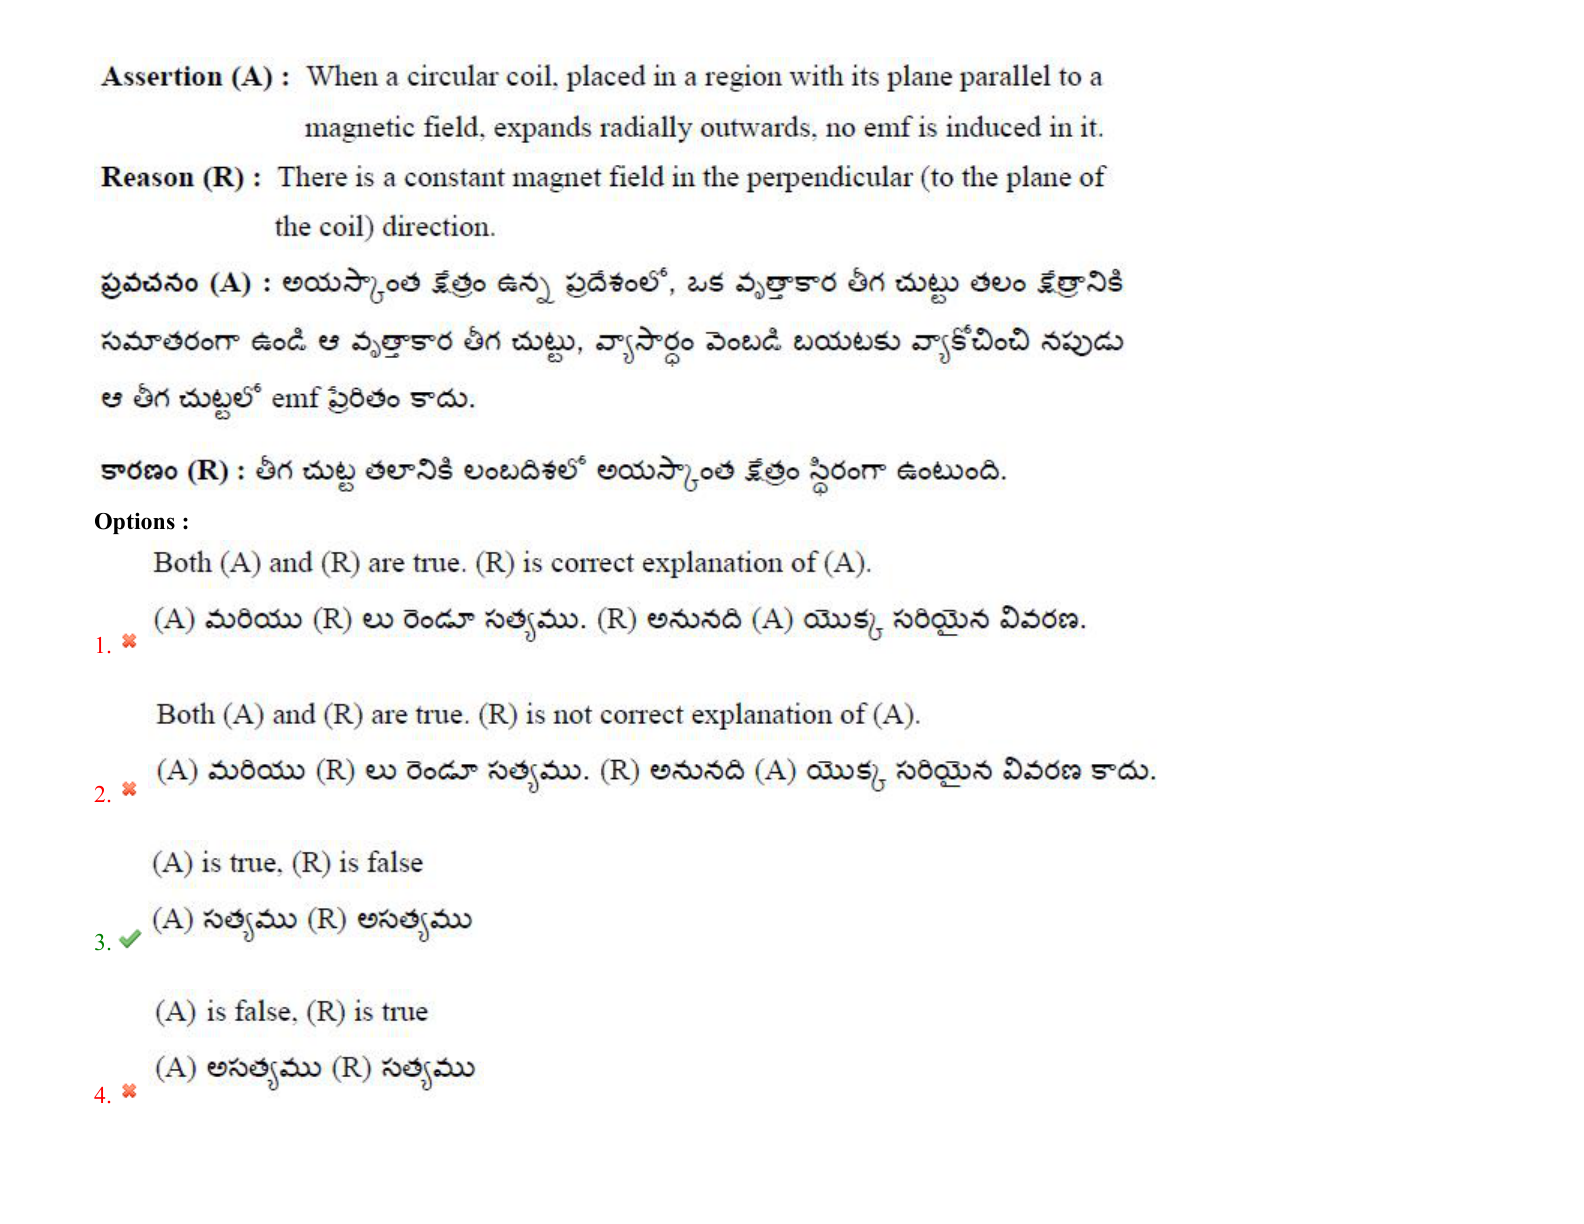 Assertion (A) : When a circular coil, placed in a region with its plane parallel to a
magnetic field, expands radially outwards, no emf is induced in it.
Reason (R) : There is a constant magnet field in the perpendicular (to the plane of
the coil) direction.
ప్రవచనం (A) : అయస్కాంత క్షేత్రం ఉన్న ప్రదేశంలో, ఒక వృత్తాకార తీగ చుట్టు తలం క్షేత్రానికి
సమాతరంగా ఉండి ఆ వృత్తాకార తీగ చుట్టు, వ్యాసార్ధం వెంబడి బయటకు వ్యాకోచించి నపుడు
ఆ తీగ చుట్టలో emf ప్రేరితం కాదు.
కారణం (R) : తీగ చుట్ట తలానికి లంబదిశలో అయస్కాంత క్షేత్రం స్థిరంగా ఉంటుంది.
Options :
Both (A) and (R) are true. (R) is correct explanation of (A).
(A) మరియు (R) లు రెండూ సత్యము. (R) అనునది (A) యొక్క సరియైన వివరణ.
1.
Both (A) and (R) are true. (R) is not correct explanation of (A).
(A) మరియు (R) లు రెండూ సత్యము. (R) అనునది (A) యొక్క సరియైన వివరణ కాదు.
2.
(A) is true, (R) is false
(A) సత్యము (R) అసత్యము
3.
(A) is false, (R) is true
(A) అసత్యము (R) సత్యము
4.